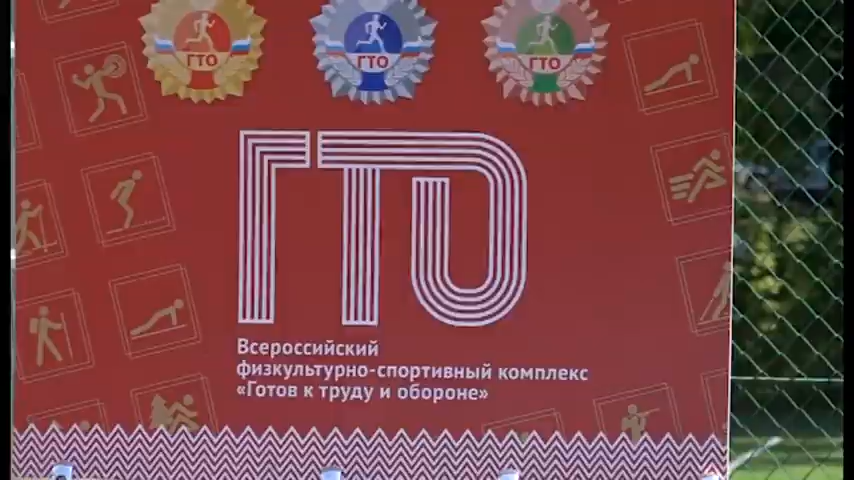 ГТО ГТО ГТО
ГТО
Всероссийский
физкультурно-спортивный комплекс
«Готов к труду и обороне»